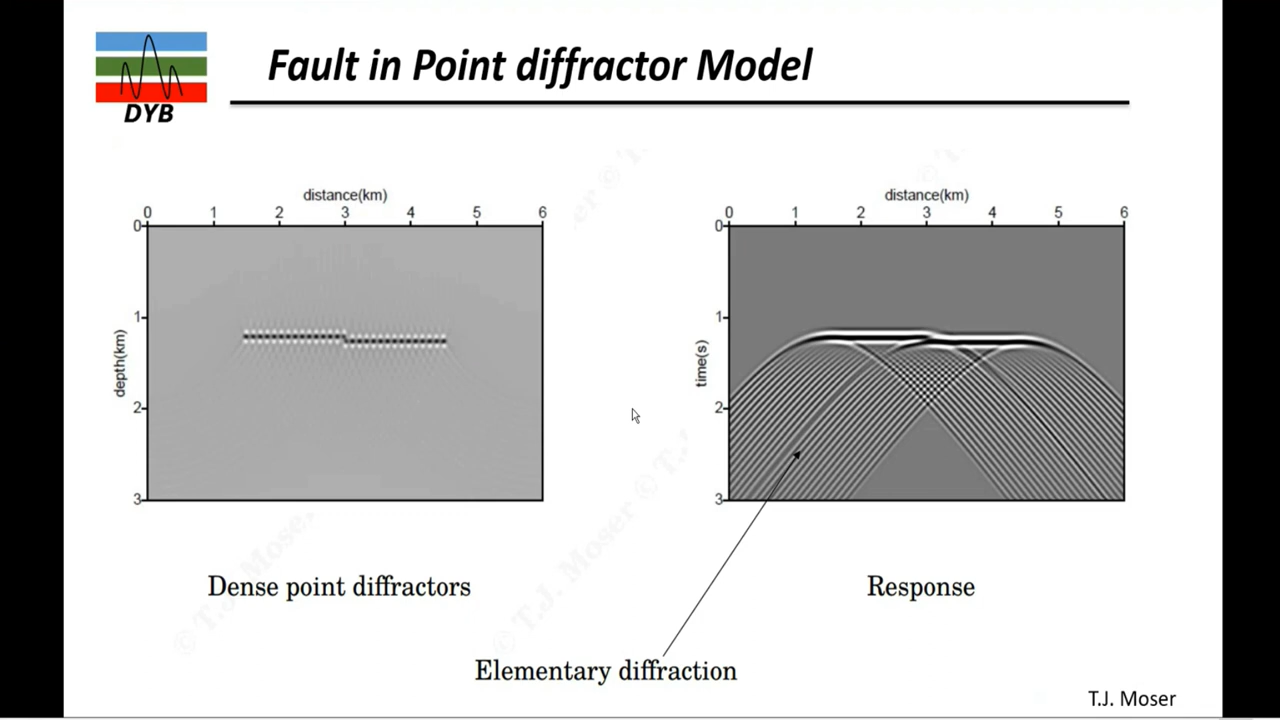 DYB
Fault in Point diffractor Model
distance(km)
0 1 2 3 4 5 6
0
1
2
3
depth(km)
distance(km)
0 1 2 3 4 5 6
0
1
2
3
time(s)
Dense point diffractors
Response
Elementary diffraction
T.J. Moser
© T.J. Moser
© T.J. Moser ©
© T.
© T.